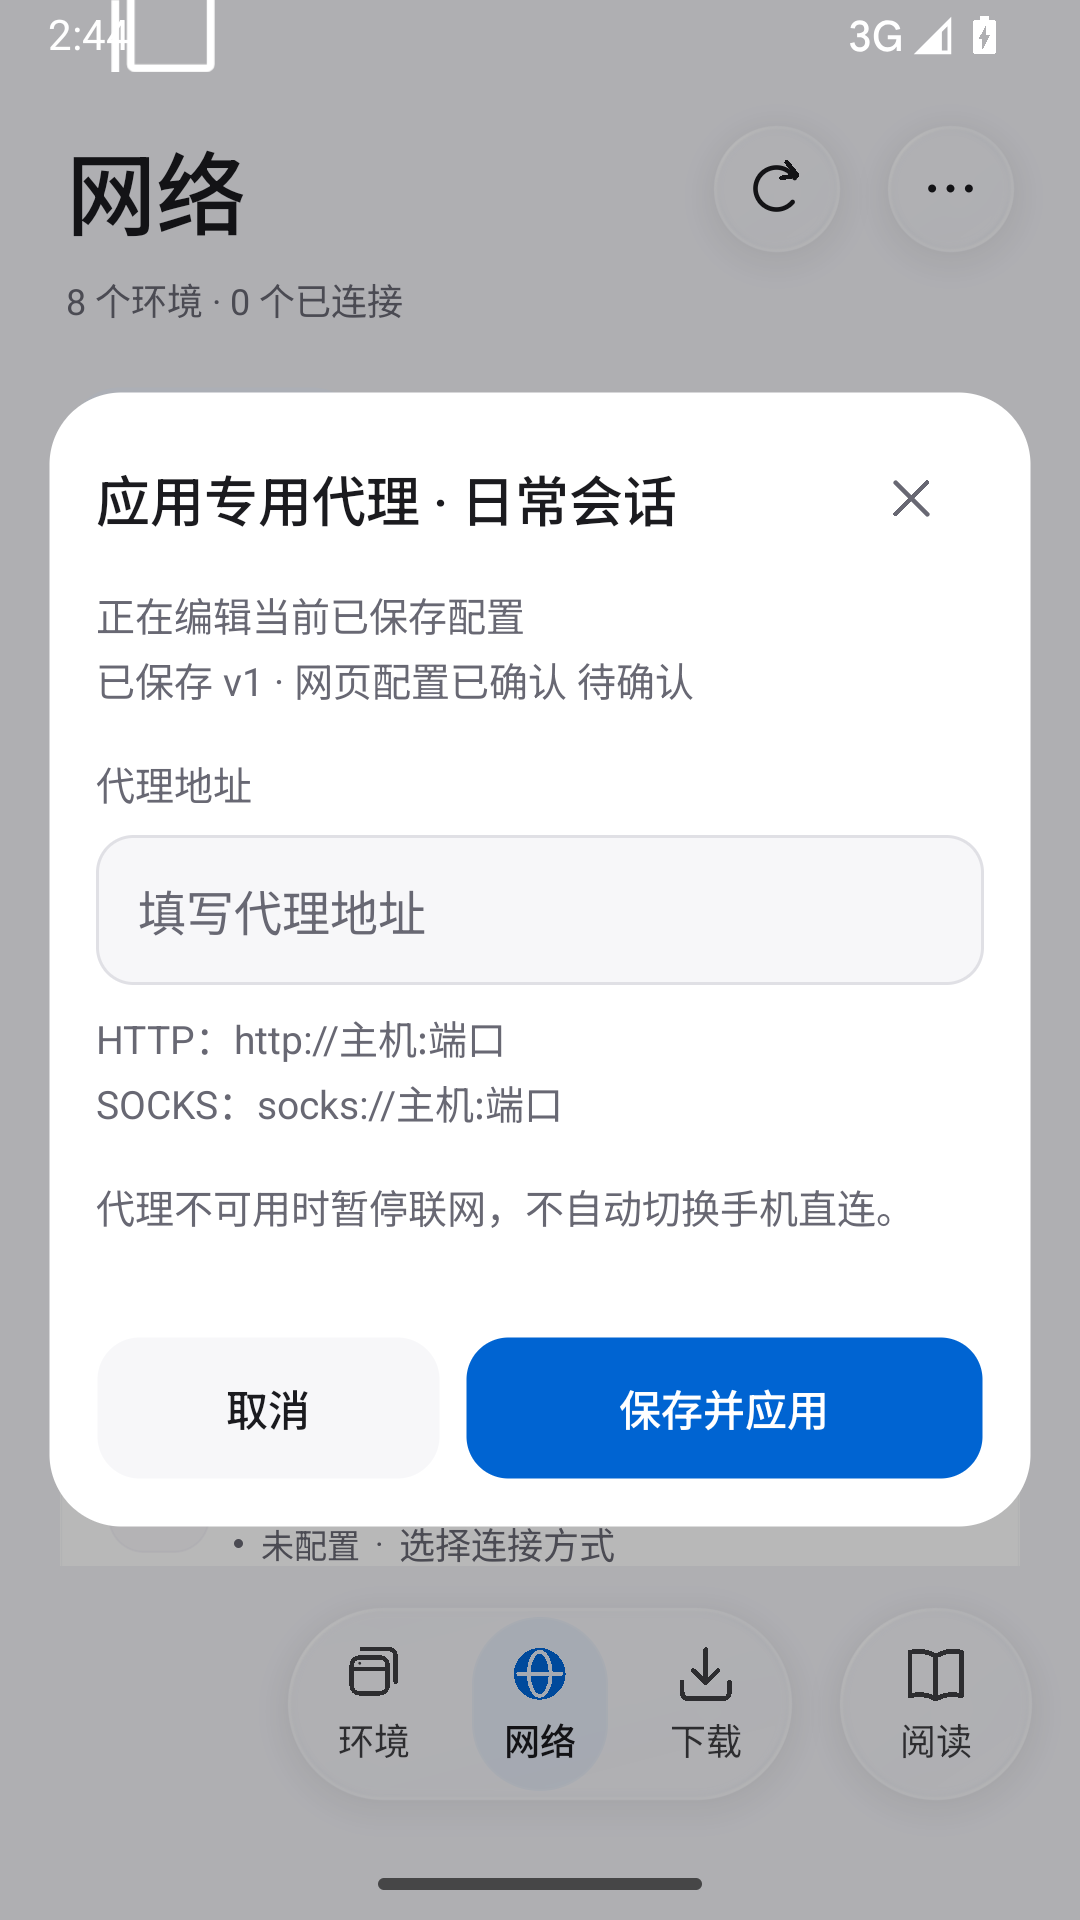 2:44
3G
网络
8 个环境 · 0 个已连接
应用专用代理 · 日常会话
正在编辑当前已保存配置
已保存 v1 · 网页配置已确认 待确认
代理地址
填写代理地址
HTTP：http://主机:端口
SOCKS：socks://主机:端口
代理不可用时暂停联网，不自动切换手机直连。
取消
保存并应用
• 未配置 · 选择连接方式
环境
网络
下载
阅读